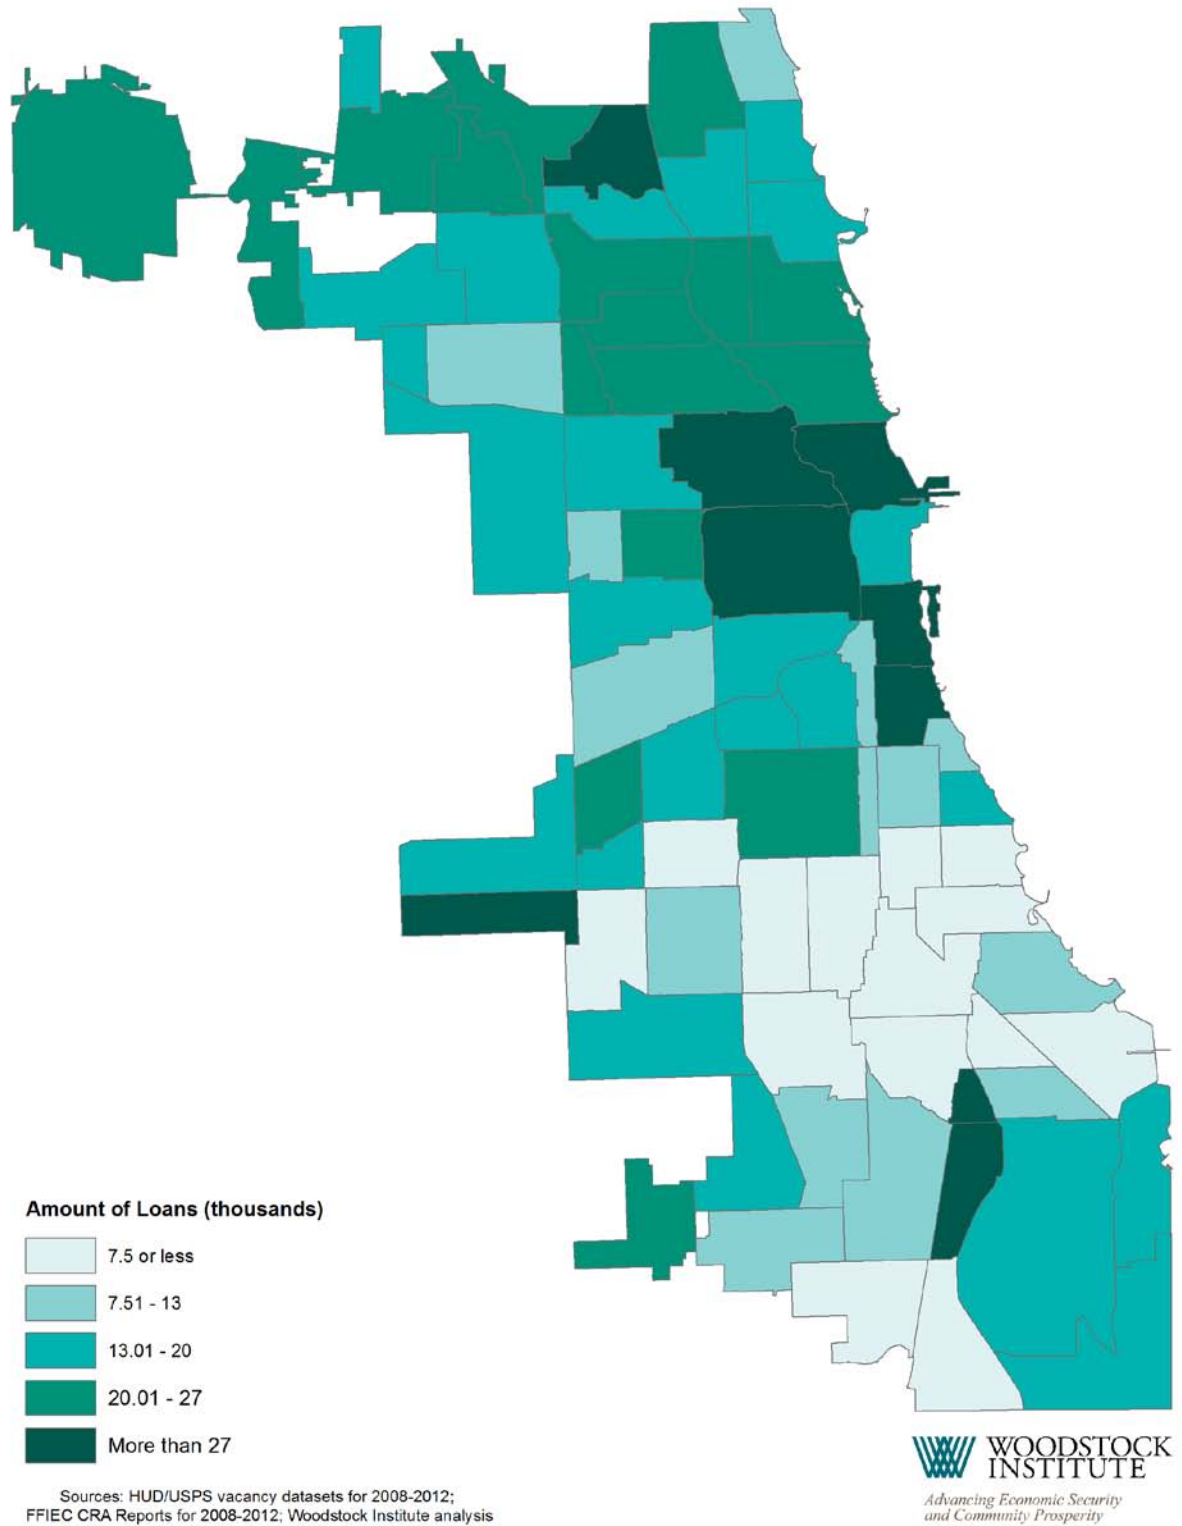 Amount of Loans (thousands)
7.5 or less
7.51 - 13
13.01 - 20
20.01 - 27
More than 27
Sources: HUD/USPS vacancy datasets for 2008-2012;
FFIEC CRA Reports for 2008-2012; Woodstock Institute analysis
WOODSTOCK
INSTITUTE
Advancing Economic Security
and Community Prosperity